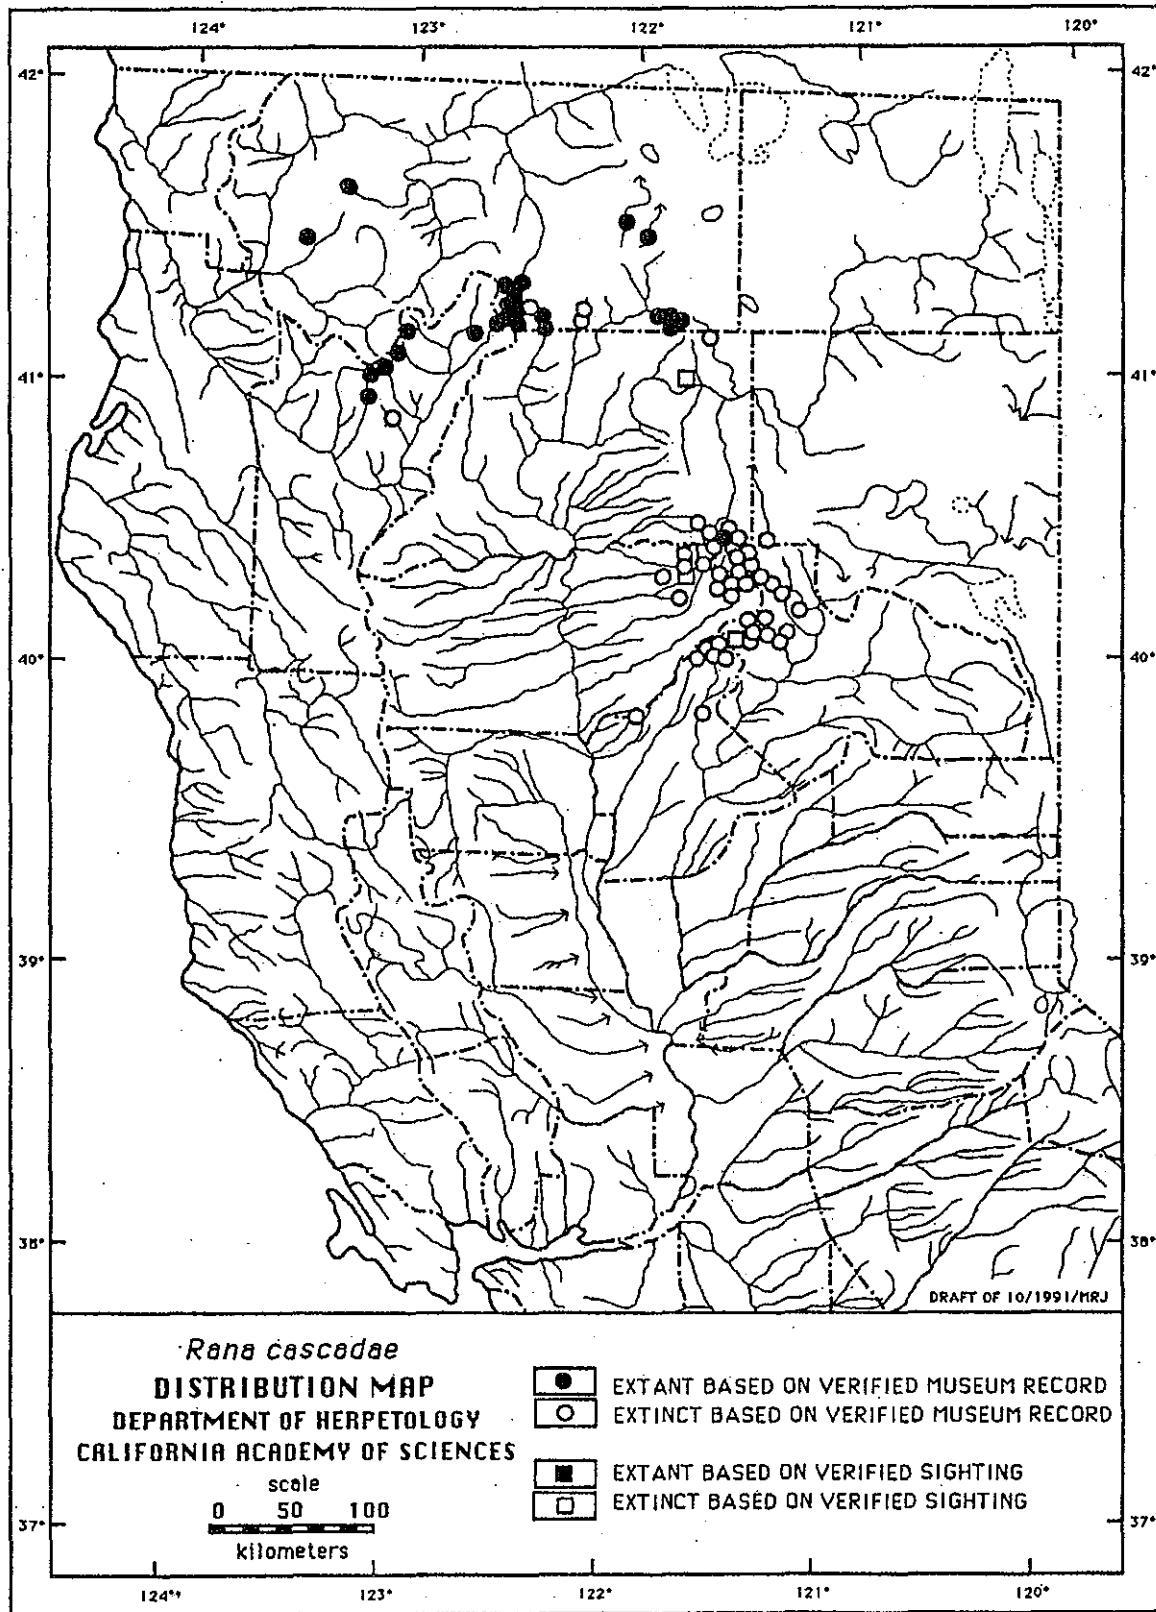 124° 123° 122° 121° 120°
42° 42°
41° 41°
40° 40°
39° 39°
38° 38°
DRAFT OF 10/1991/MRJ
Rana cascadae
DISTRIBUTION MAP
DEPARTMENT OF HERPETOLOGY
CALIFORNIA ACADEMY OF SCIENCES
scale
0 50 100
kilometers
EXTANT BASED ON VERIFIED MUSEUM RECORD
EXTINCT BASED ON VERIFIED MUSEUM RECORD
EXTANT BASED ON VERIFIED SIGHTING
EXTINCT BASED ON VERIFIED SIGHTING
37° 37°
124° 123° 122° 121° 120°